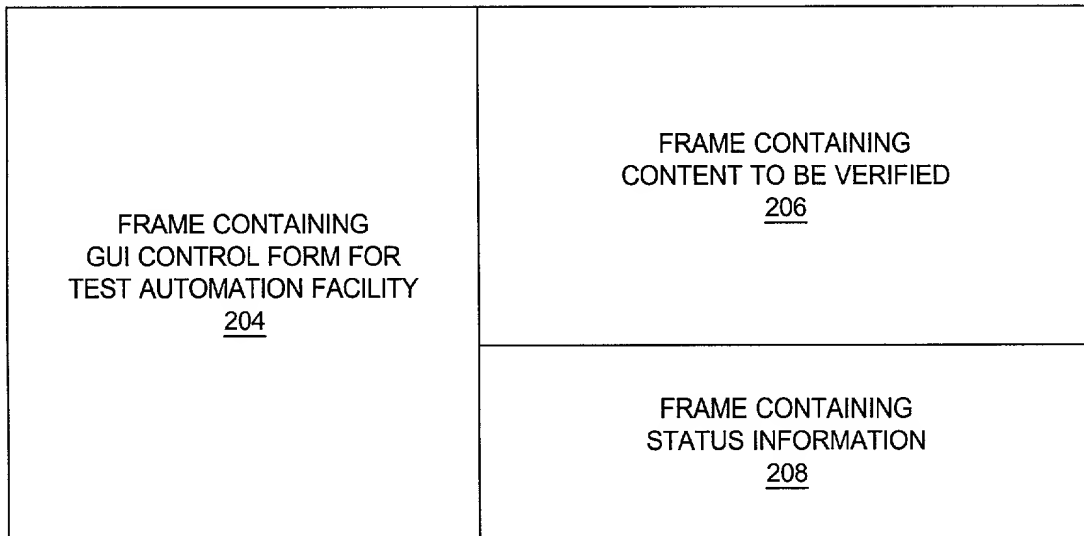 FRAME CONTAINING
GUI CONTROL FORM FOR
TEST AUTOMATION FACILITY
204
FRAME CONTAINING
CONTENT TO BE VERIFIED
206
FRAME CONTAINING
STATUS INFORMATION
208